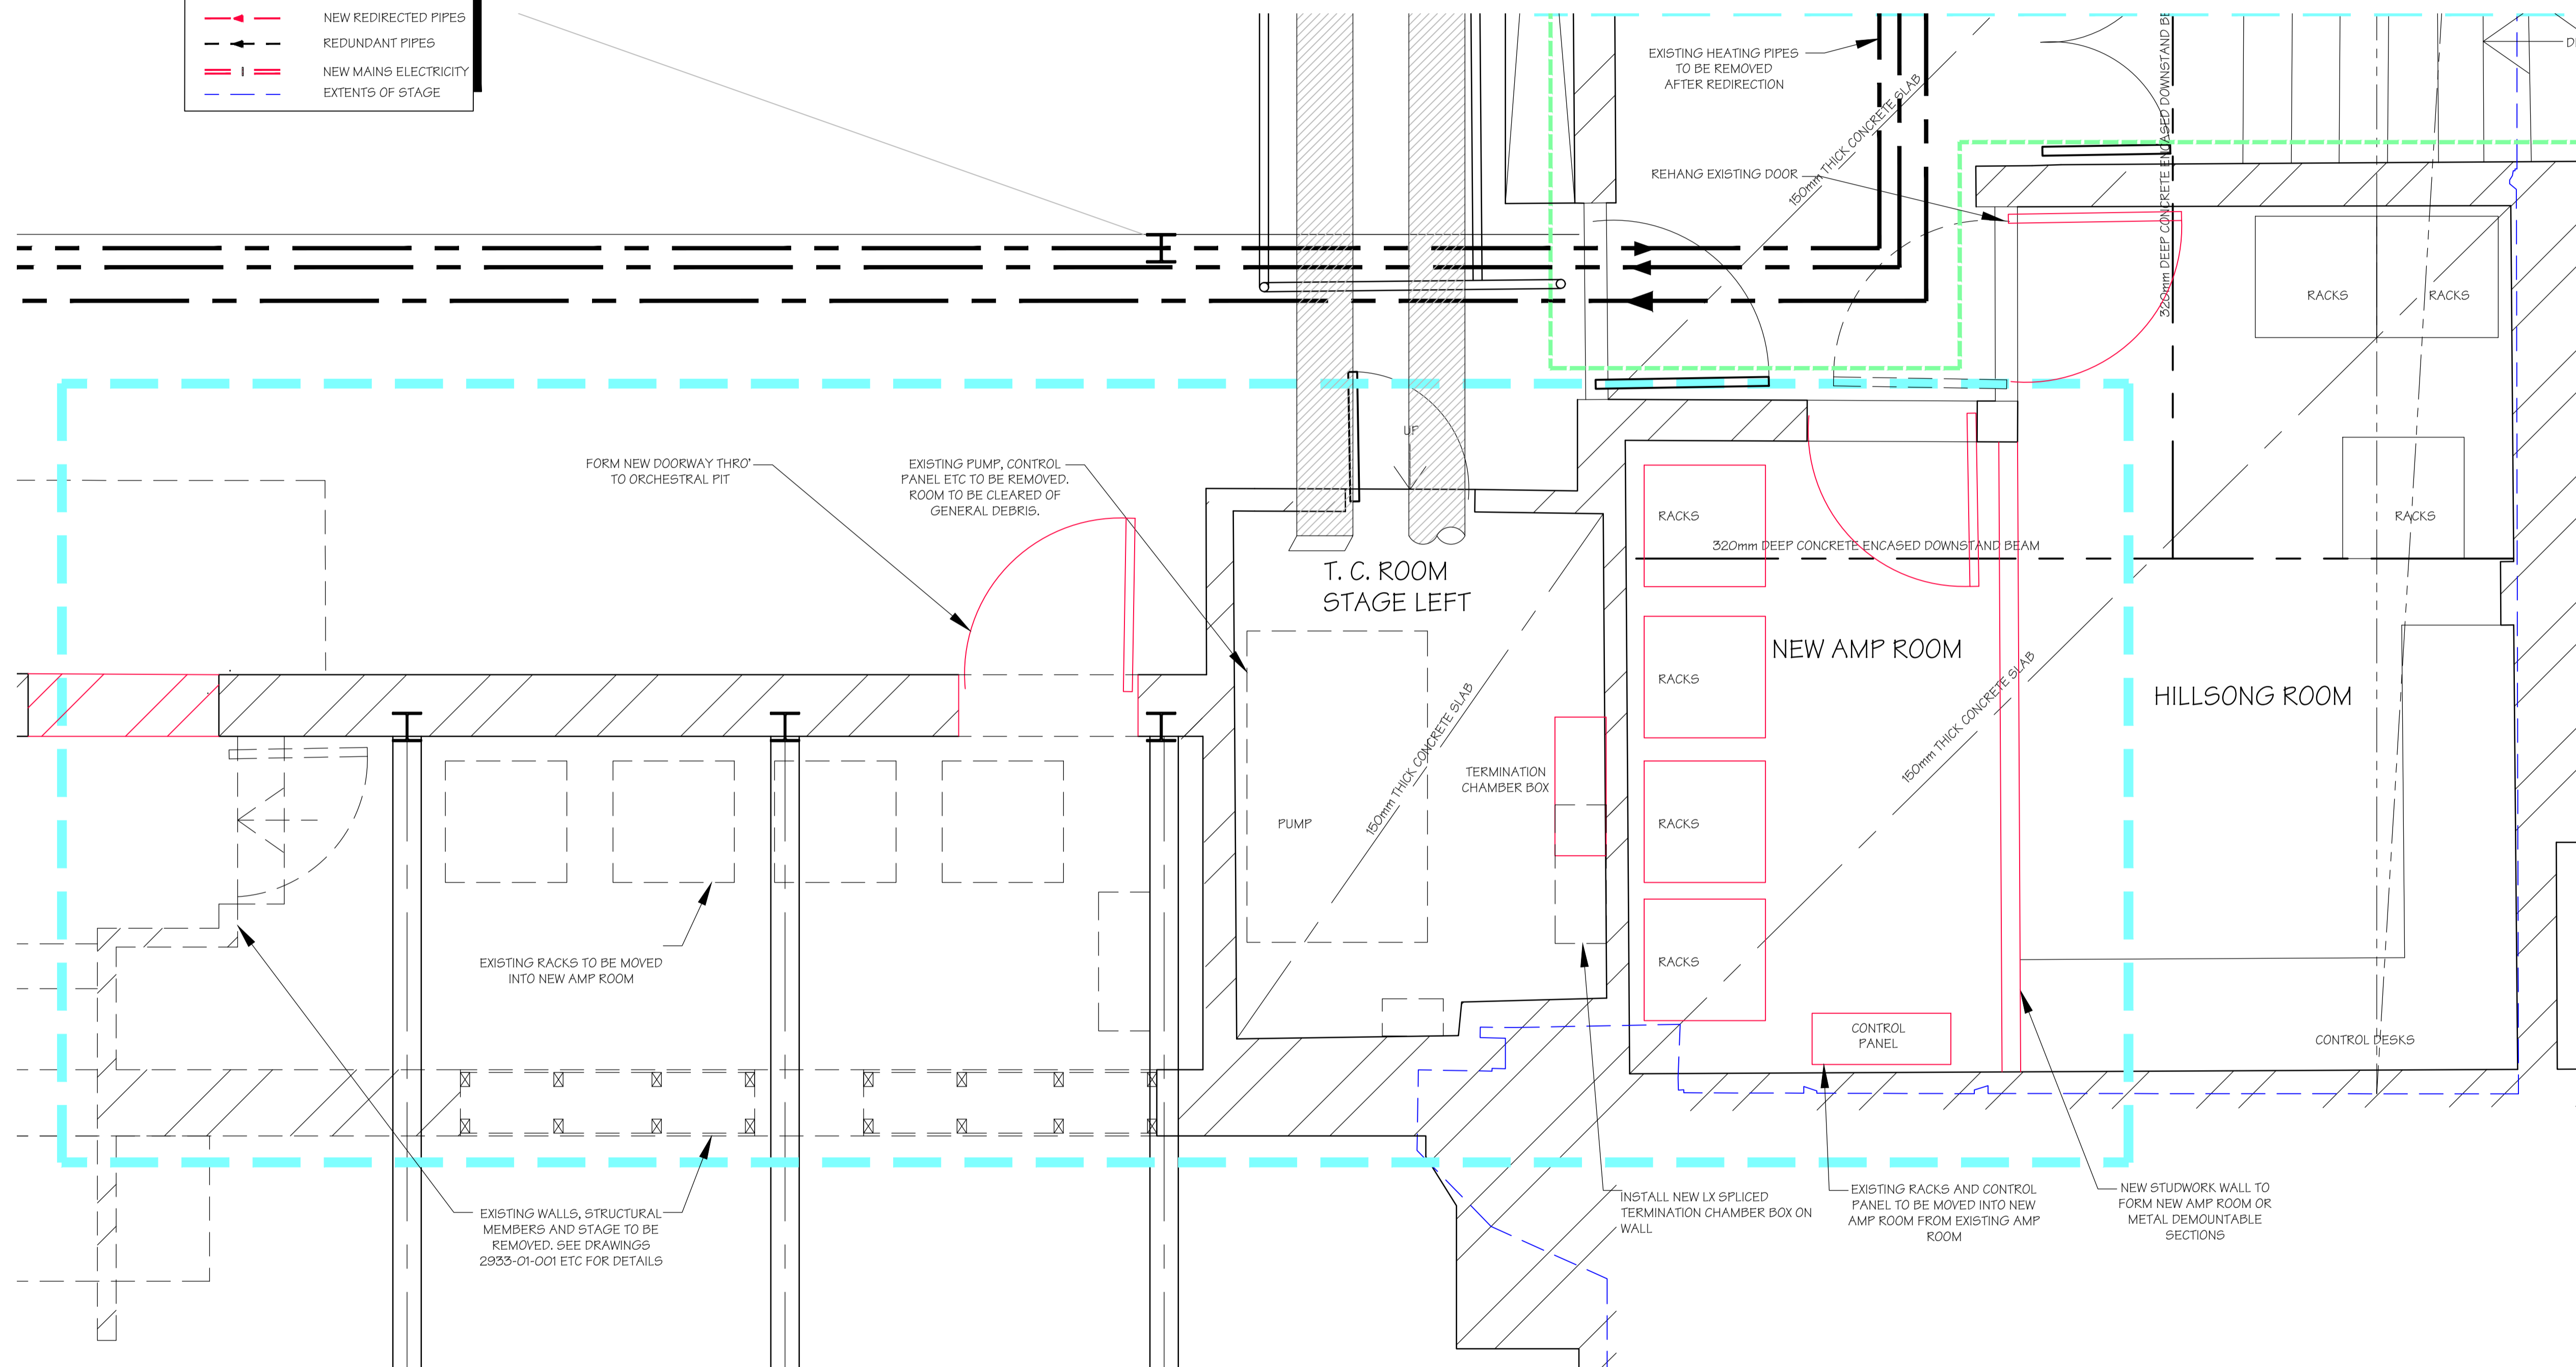 NEW REDIRECTED PIPES
REDUNDANT PIPES
NEW MAINS ELECTRICITY
EXTENTS OF STAGE
EXISTING HEATING PIPES
TO BE REMOVED
AFTER REDIRECTION
150mm THICK CONCRETE SLAB
320mm DEEP CONCRETE ENCASED DOWNSTAND
REHANG EXISTING DOOR
RACKS
RACKS
UP
FORM NEW DOORWAY THRO'
TO ORCHESTRAL PIT
EXISTING PUMP, CONTROL
PANEL ETC TO BE REMOVED.
ROOM TO BE CLEARED OF
GENERAL DEBRIS.
RACKS
RACKS
320mm DEEP CONCRETE ENCASED DOWNSTAND BEAM
T. C. ROOM
STAGE LEFT
NEW AMP ROOM
RACKS
HILLSONG ROOM
150mm THICK CONCRETE SLAB
150mm THICK CONCRETE SLAB
TERMINATION
CHAMBER BOX
PUMP
RACKS
EXISTING RACKS TO BE MOVED
INTO NEW AMP ROOM
RACKS
CONTROL
PANEL
CONTROL DESKS
EXISTING WALLS, STRUCTURAL
MEMBERS AND STAGE TO BE
REMOVED. SEE DRAWINGS
2933-01-001 ETC FOR DETAILS
INSTALL NEW LX SPLICED
TERMINATION CHAMBER BOX ON
WALL
EXISTING RACKS AND CONTROL
PANEL TO BE MOVED INTO NEW
AMP ROOM FROM EXISTING AMP
ROOM
NEW STUDWORK WALL TO
FORM NEW AMP ROOM OR
METAL DEMOUNTABLE
SECTIONS